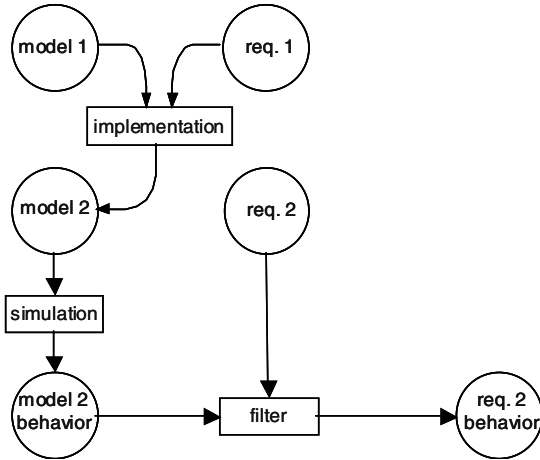 model 1
req. 1
implementation
model 2
req. 2
simulation
model 2
behavior
filter
req. 2
behavior